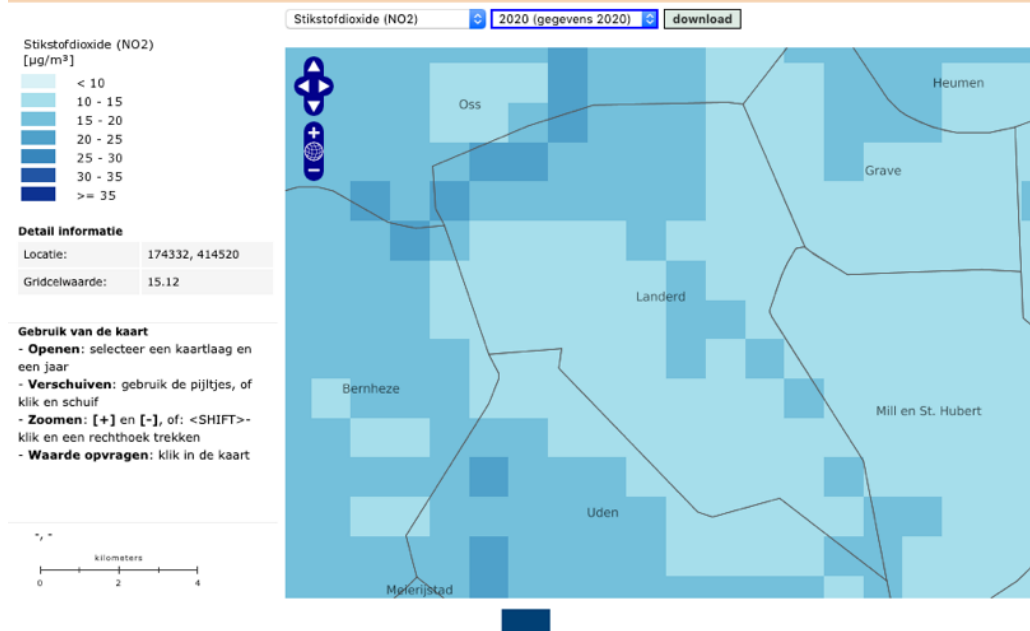 Stikstofdioxide (NO2)
2020 (gegevens 2020)
download
Stikstofdioxide (NO2)
[µg/m³]
< 10
10 - 15
15 - 20
20 - 25
25 - 30
30 - 35
>= 35
Detail informatie
Locatie: 174332, 414520
Gridcelwaarde: 15.12
Gebruik van de kaart
- Openen: selecteer een kaartlaag en
een jaar
- Verschuiven: gebruik de pijltjes, of
klik en schuif
- Zoomen: [+] en [-], of: <SHIFT>-
klik en een rechthoek trekken
- Waarde opvragen: klik in de kaart
-, -
kilometers
0 2 4
Oss
Heumen
Grave
Landerd
Bernheze
Mill en St. Hubert
Uden
Meierijstad